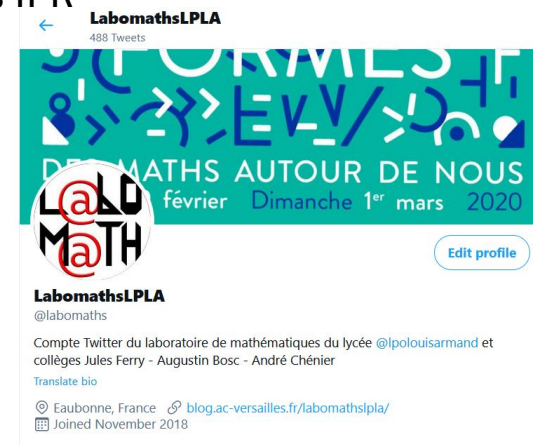 LabomathsLPLA
488 Tweets
FORMES
DES MATHS AUTOUR DE NOUS
février Dimanche 1er mars 2020
L@BO
M@TH
Edit profile
LabomathsLPLA
@labomaths
Compte Twitter du laboratoire de mathématiques du lycée @lpolouisarmand et
collèges Jules Ferry - Augustin Bosc - André Chénier
Translate bio
Eaubonne, France blog.ac-versailles.fr/labomathslpla/
Joined November 2018